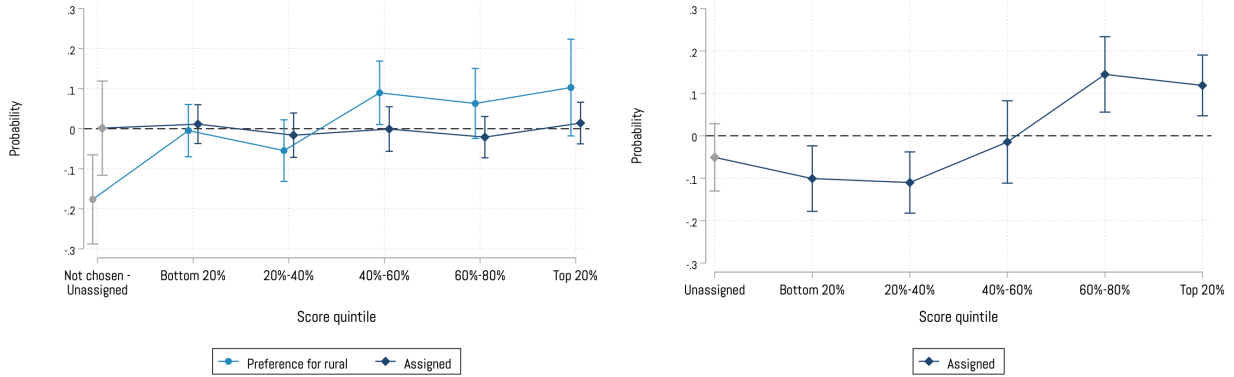 .3
.2
.1
0
-.1
-.2
-.3
Probability
Not chosen -
Unassigned
Bottom 20%
20%-40%
40%-60%
60%-80%
Top 20%
Score quintile
Preference for rural
Assigned
.3
.2
.1
0
-.1
-.2
-.3
Probability
Unassigned
Bottom 20%
20%-40%
40%-60%
60%-80%
Top 20%
Score quintile
Assigned